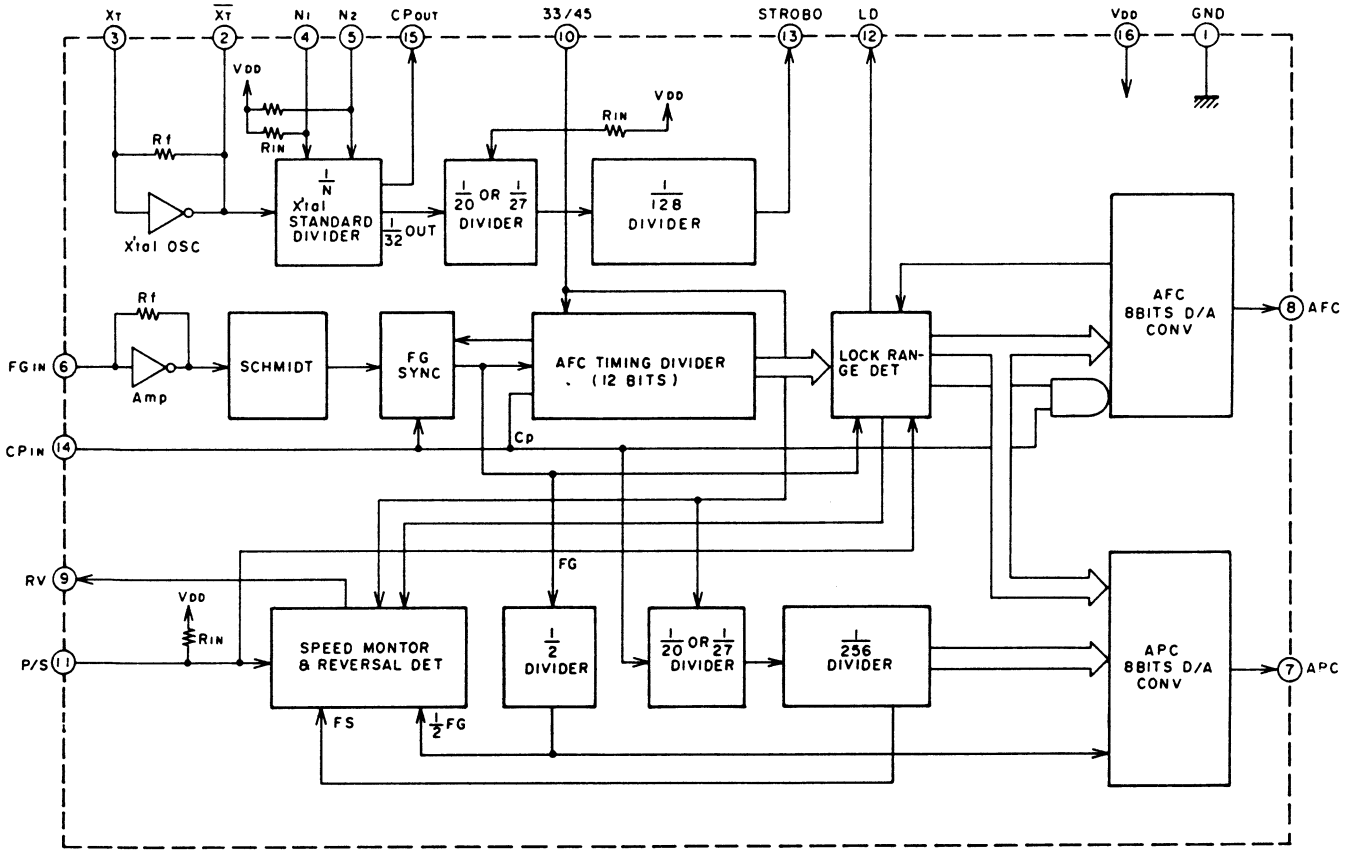 XT
XT
N1
N2
CPOUT
33/45
STROBO
LD
VDD
GND
3
2
4
5
15
10
13
12
16
1
VDD
RIN
Rf
X'tal OSC
1/N
X'tal
STANDARD
DIVIDER
1/32 OUT
VDD
RIN
1/20 OR 1/27
DIVIDER
1/128
DIVIDER
FGIN
6
Rf
Amp
SCHMIDT
FG
SYNC
AFC TIMING DIVIDER
(12 BITS)
LOCK RAN-
GE DET
AFC
8BITS D/A
CONV
8
AFC
CPIN
14
CP
FG
RV
9
VDD
RIN
P/S
11
SPEED MONTOR
& REVERSAL DET
1/2
DIVIDER
1/20 OR 1/27
DIVIDER
1/256
DIVIDER
APC
8BITS D/A
CONV
7
APC
FS
1/2 FG